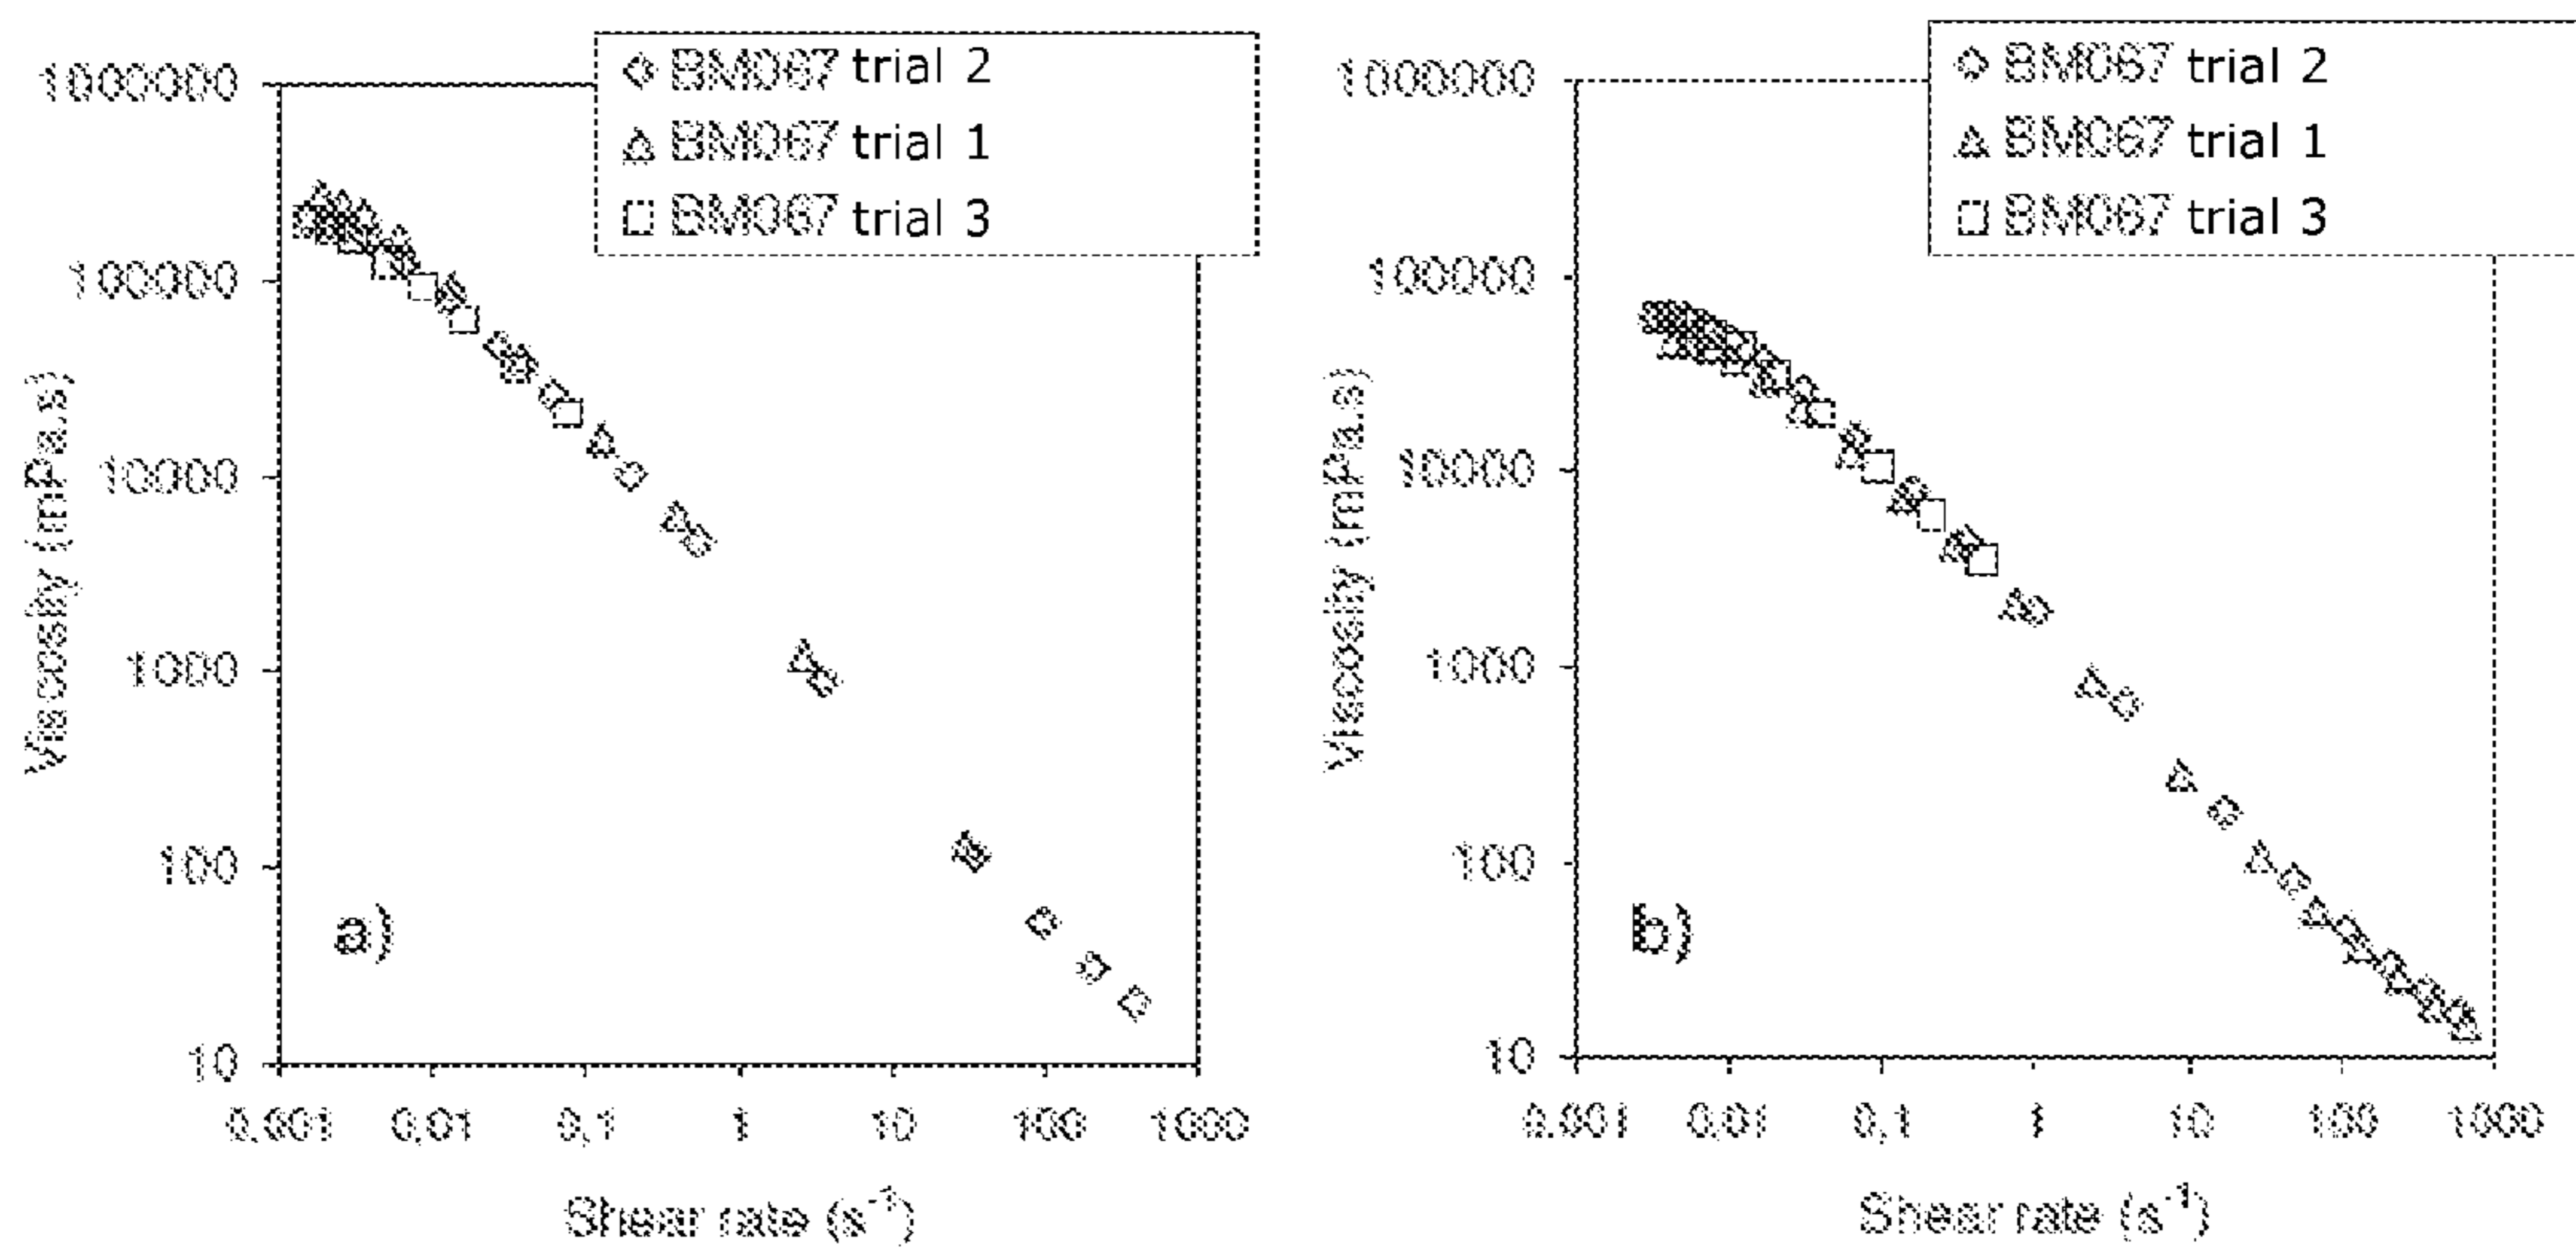 BM067 trial 2
BM067 trial 1
BM067 trial 3
1000000
100000
10000
1000
100
10
Viscosity (mPa.s)
a)
0,001 0,01 0,1 1 10 100 1000
Shear rate (s⁻¹)
BM067 trial 2
BM067 trial 1
BM067 trial 3
1000000
100000
10000
1000
100
10
Viscosity (mPa.s)
b)
0,001 0,01 0,1 1 10 100 1000
Shear rate (s⁻¹)